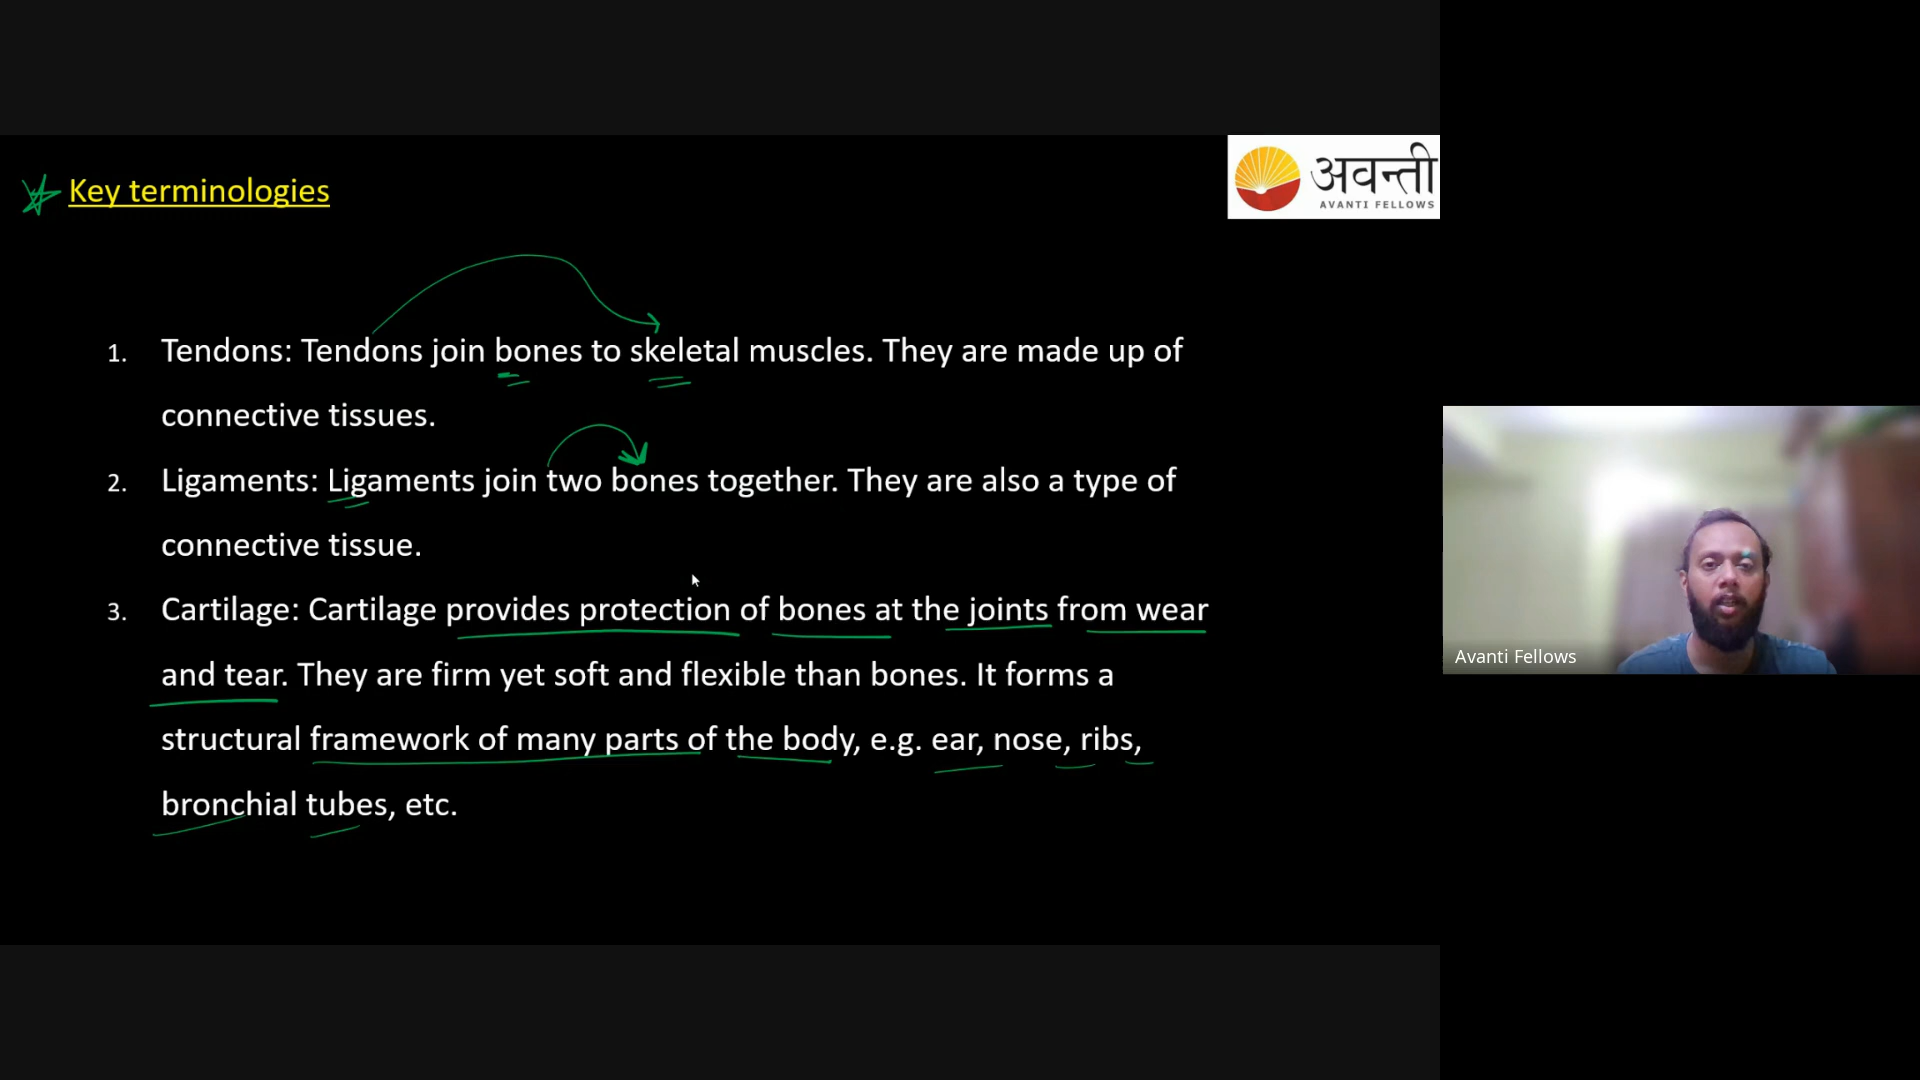 Key terminologies
अवन्ती
AVANTI FELLOWS
1. Tendons: Tendons join bones to skeletal muscles. They are made up of
connective tissues.
2. Ligaments: Ligaments join two bones together. They are also a type of
connective tissue.
3. Cartilage: Cartilage provides protection of bones at the joints from wear
and tear. They are firm yet soft and flexible than bones. It forms a
structural framework of many parts of the body, e.g. ear, nose, ribs,
bronchial tubes, etc.
Avanti Fellows